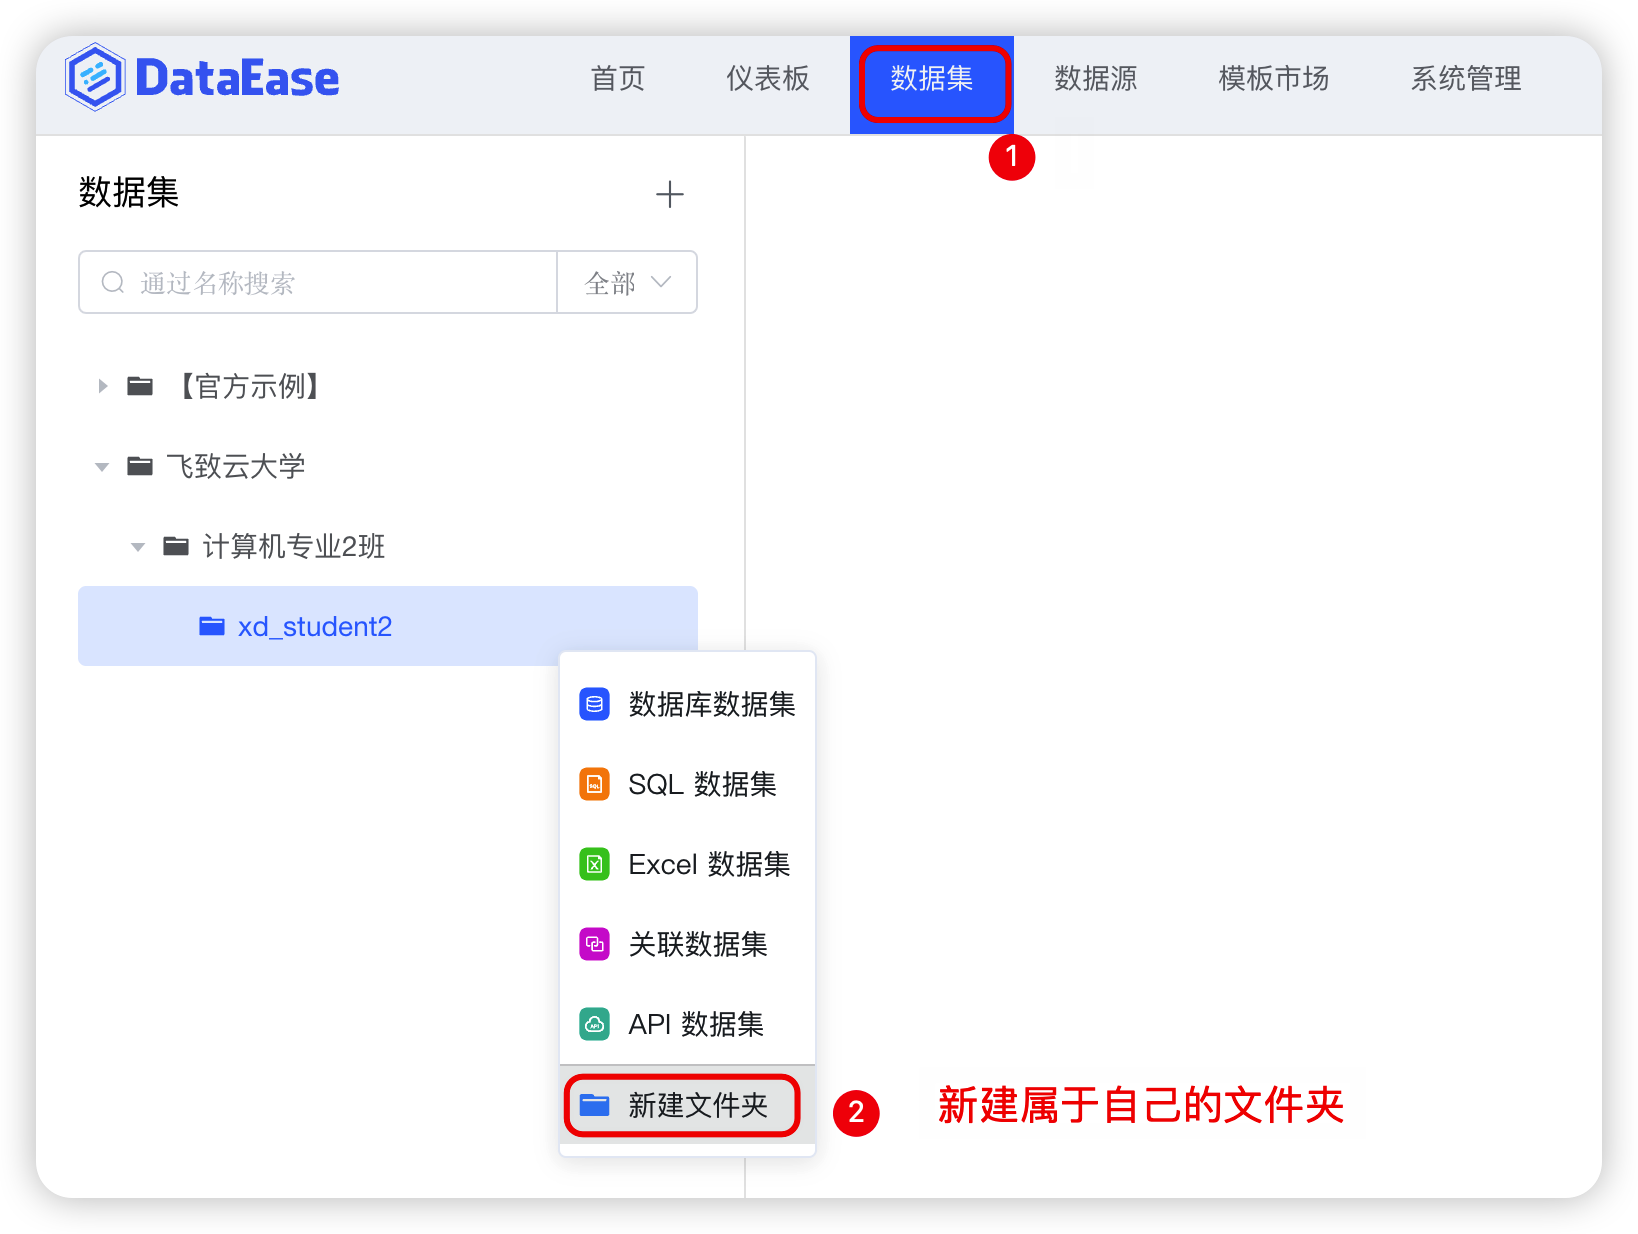 DataEase
首页 仪表板 数据集 数据源 模板市场 系统管理
1
数据集
通过名称搜索 全部
【官方示例】
飞致云大学
计算机专业2班
xd_student2
数据库数据集
SQL 数据集
Excel 数据集
关联数据集
API 数据集
新建文件夹 2 新建属于自己的文件夹